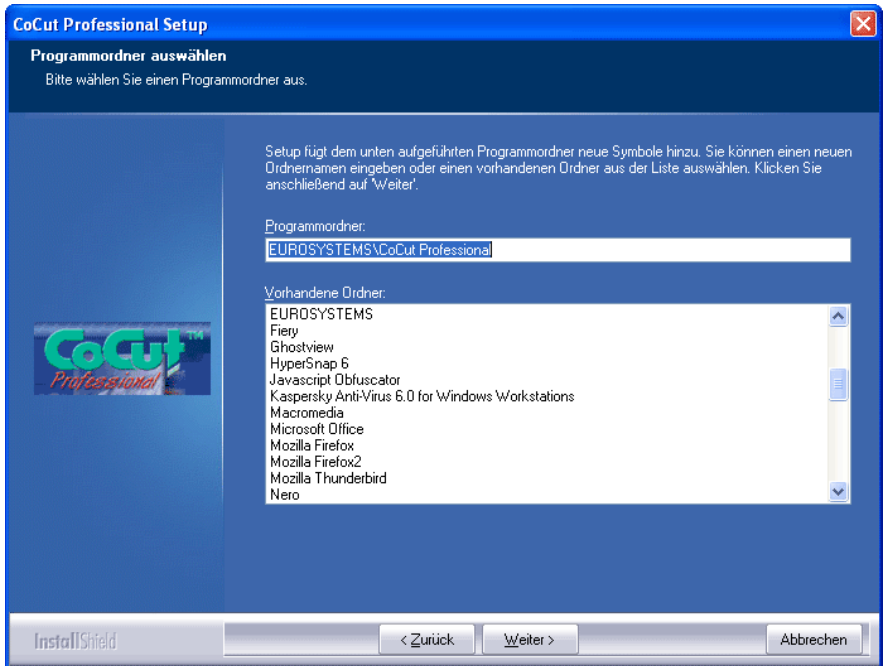 CoCut Professional Setup
Programmordner auswählen
Bitte wählen Sie einen Programmordner aus.
Setup fügt dem unten aufgeführten Programmordner neue Symbole hinzu. Sie können einen neuen
Ordnernamen eingeben oder einen vorhandenen Ordner aus der Liste auswählen. Klicken Sie
anschließend auf 'Weiter'.
Programmordner:
EUROSYSTEMS\CoCut Professional
Vorhandene Ordner:
EUROSYSTEMS
Fiery
Ghostview
HyperSnap 6
Javascript Obfuscator
Kaspersky Anti-Virus 6.0 for Windows Workstations
Macromedia
Microsoft Office
Mozilla Firefox
Mozilla Firefox2
Mozilla Thunderbird
Nero
CoCut™
Professional
InstallShield
< Zurück
Weiter >
Abbrechen